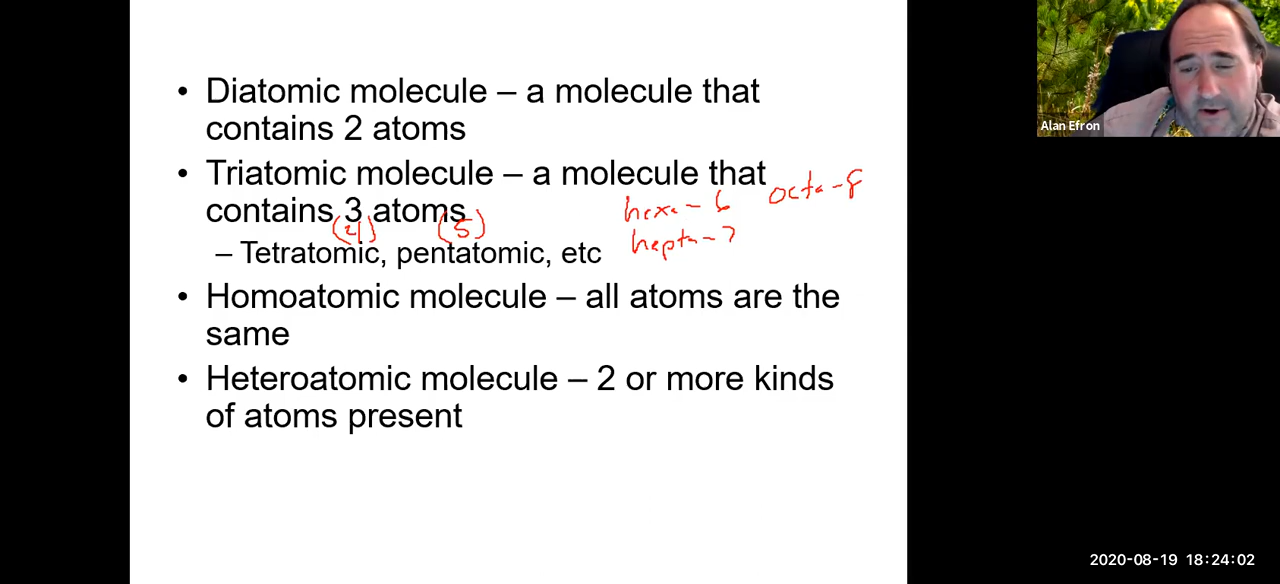 • Diatomic molecule – a molecule that
contains 2 atoms
• Triatomic molecule – a molecule that
contains 3 atoms
octa - 8
hexa - 6
(4) (5)
hepta - 7
– Tetratomic, pentatomic, etc
• Homoatomic molecule – all atoms are the
same
• Heteroatomic molecule – 2 or more kinds
of atoms present
Alan Efron
2020-08-19 18:24:02